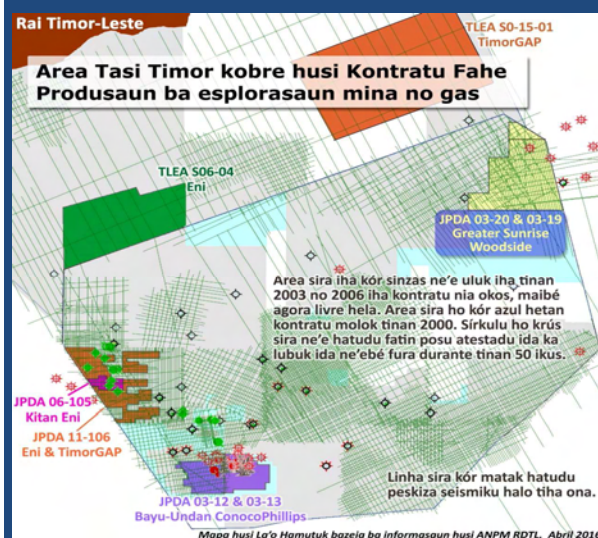 Rai Timor-Leste
TLEA S0-15-01
TimorGAP
Area Tasi Timor kobre husi Kontratu Fahe
Produsaun ba esplorasaun mina no gas
TLEA S06-04
Eni
JPDA 03-20 & 03-19
Greater Sunrise
Woodside
Area sira iha kór sinzas ne'e uluk iha tinan
2003 no 2006 iha kontratu nia okos, maibé
agora livre hela. Area sira ho kór azul hetan
kontratu molok tinan 2000. Sírkulu ho krús
sira ne'e hatudu fatin posu atestadu ida ka
lubuk ida ne'ebé fura durante tinan 50 ikus.
JPDA 06-105
Kitan Eni
JPDA 11-106
Eni & TimorGAP
JPDA 03-12 & 03-13
Bayu-Undan ConocoPhillips
Linha sira kór matak hatudu
peskiza seismiku halo tiha ona.
Mapa husi La'o Hamutuk bazeia ba informasaun husi ANPM RDTL, Abril 2016